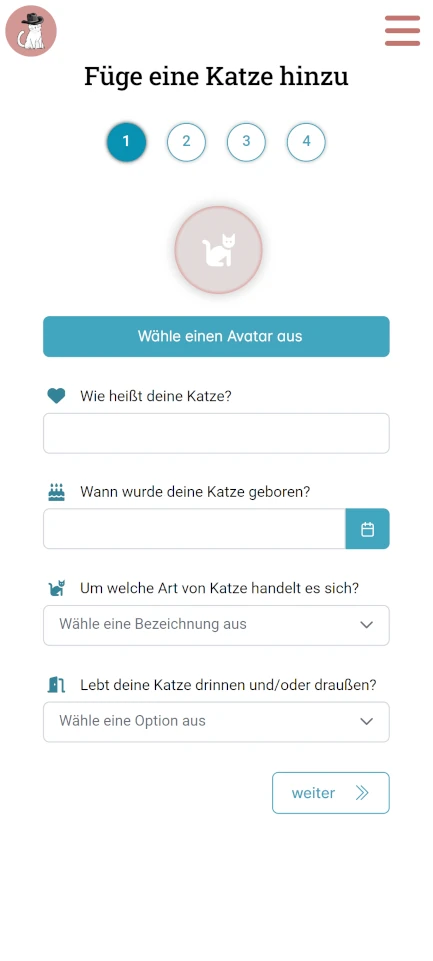 Füge eine Katze hinzu
1 2 3 4
Wähle einen Avatar aus
Wie heißt deine Katze?
Wann wurde deine Katze geboren?
Um welche Art von Katze handelt es sich?
Wähle eine Bezeichnung aus
Lebt deine Katze drinnen und/oder draußen?
Wähle eine Option aus
weiter